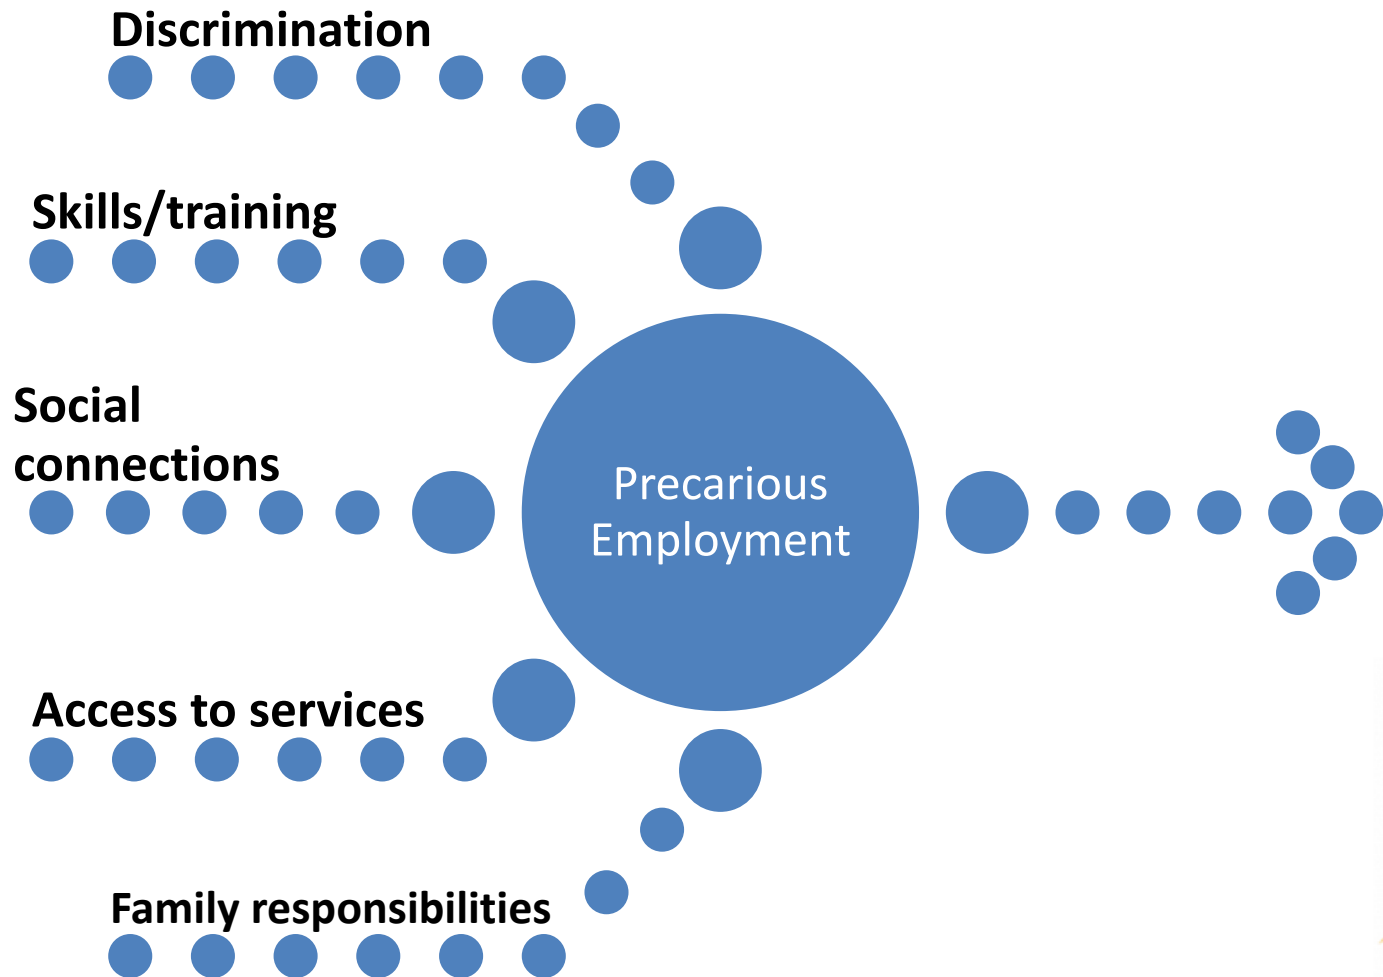 Discrimination
Skills/training
Social
connections
Precarious
Employment
Access to services
Family responsibilities